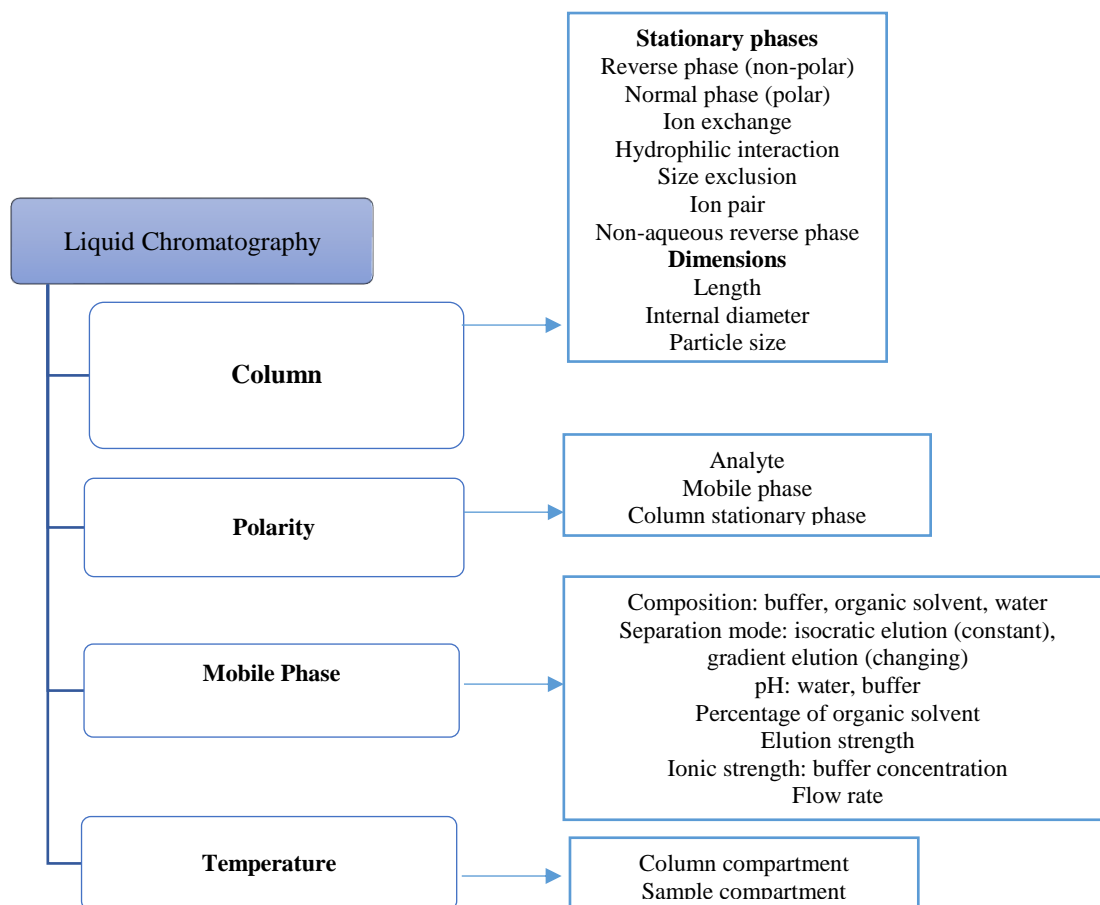 Liquid Chromatography
Column
Stationary phases
Reverse phase (non-polar)
Normal phase (polar)
Ion exchange
Hydrophilic interaction
Size exclusion
Ion pair
Non-aqueous reverse phase
Dimensions
Length
Internal diameter
Particle size
Polarity
Analyte
Mobile phase
Column stationary phase
Mobile Phase
Composition: buffer, organic solvent, water
Separation mode: isocratic elution (constant),
gradient elution (changing)
pH: water, buffer
Percentage of organic solvent
Elution strength
Ionic strength: buffer concentration
Flow rate
Temperature
Column compartment
Sample compartment